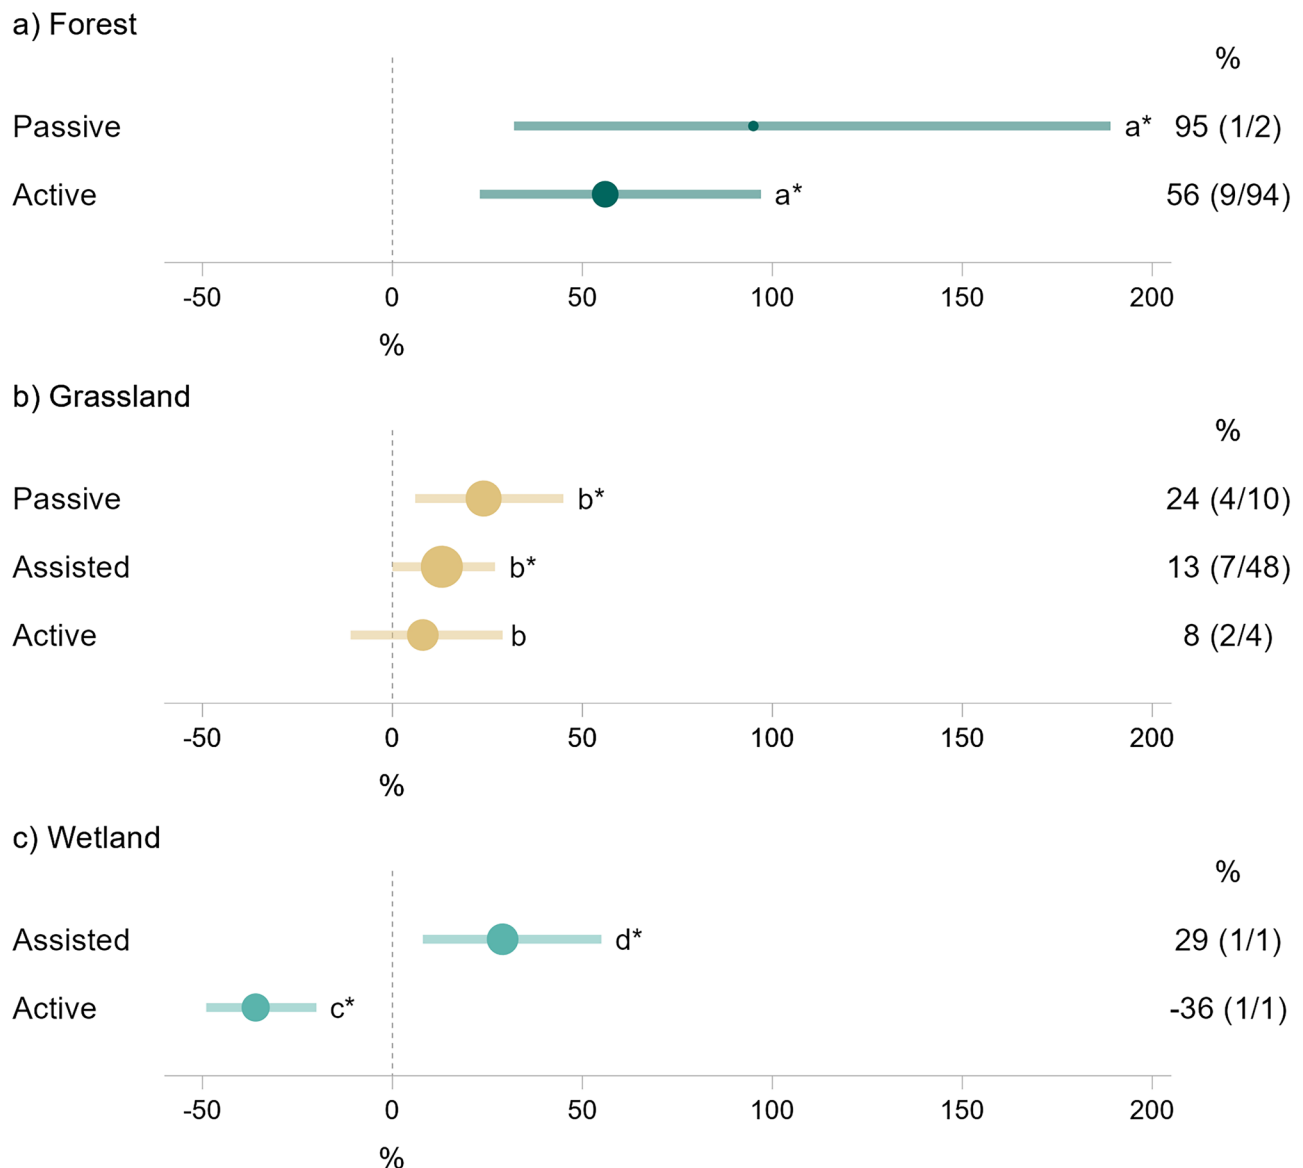 a) Forest
%
Passive a* 95 (1/2)
Active a* 56 (9/94)
-50 0 50 100 150 200
%
b) Grassland
%
Passive b* 24 (4/10)
Assisted b* 13 (7/48)
Active b 8 (2/4)
-50 0 50 100 150 200
%
c) Wetland
%
Assisted d* 29 (1/1)
Active c* -36 (1/1)
-50 0 50 100 150 200
%